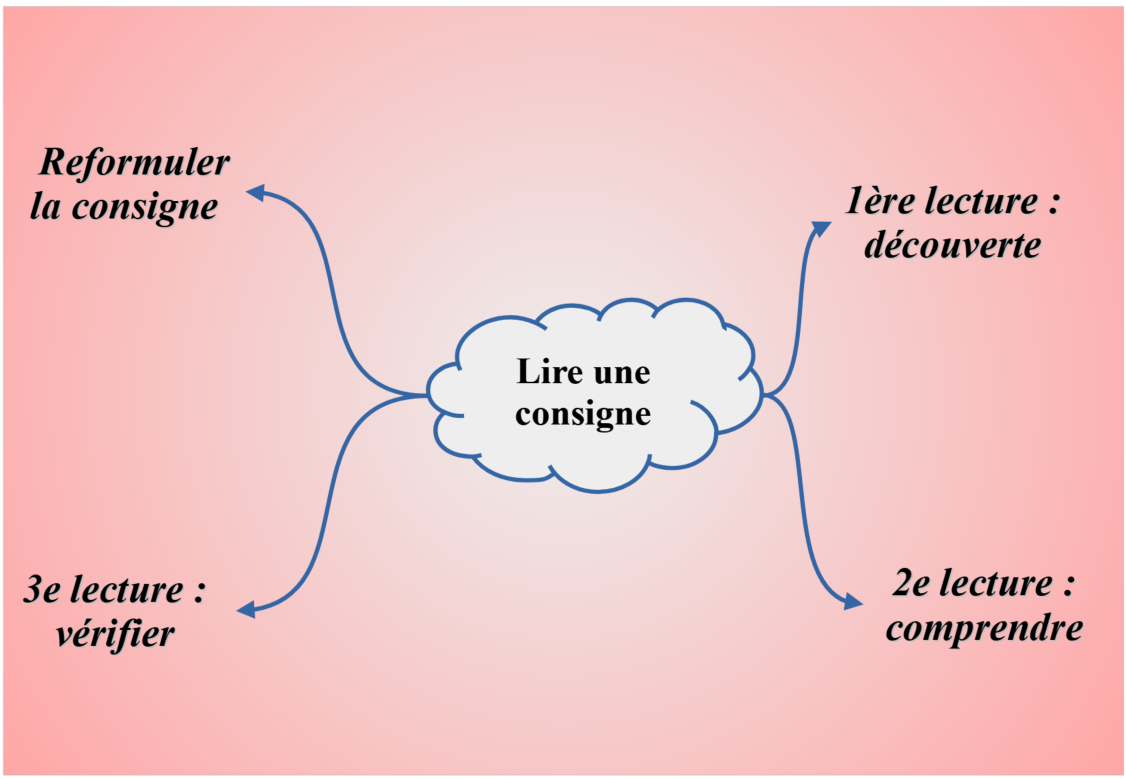 Reformuler
la consigne
1ère lecture :
découverte
Lire une
consigne
3e lecture :
vérifier
2e lecture :
comprendre